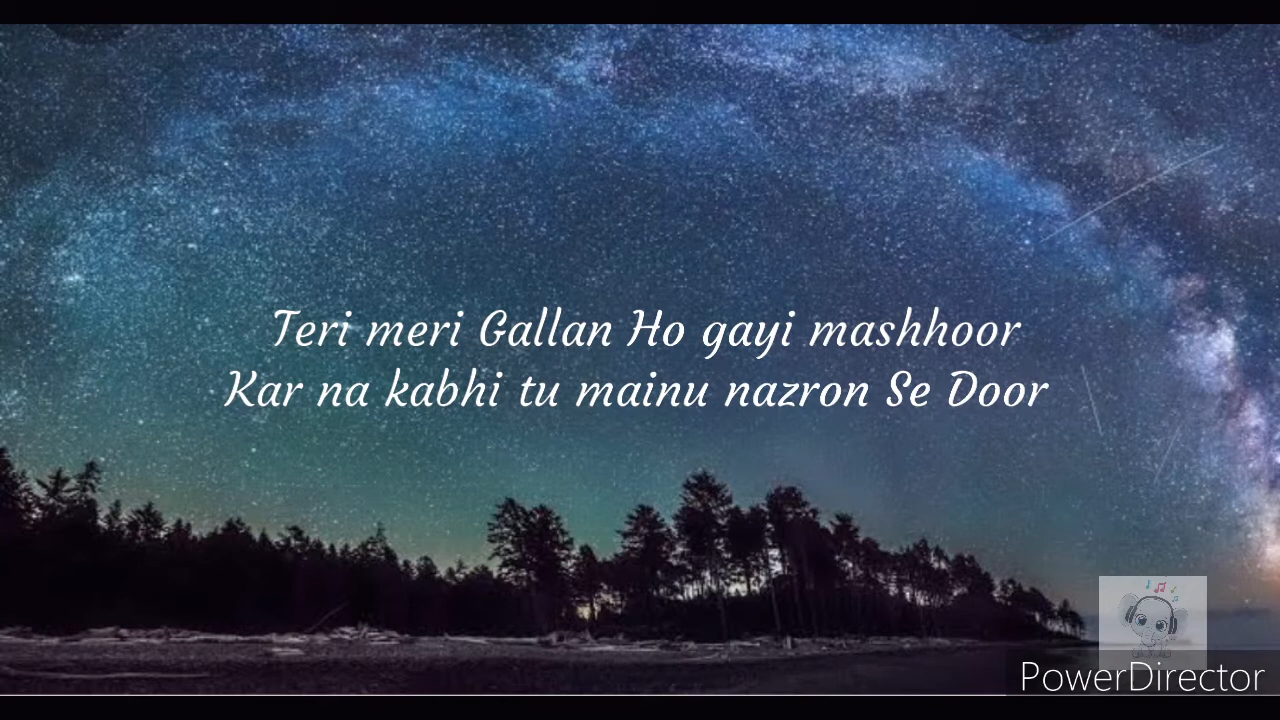 Teri meri Gallan Ho gayi mashhoor
Kar na kabhi tu mainu nazron Se Door
PowerDirector